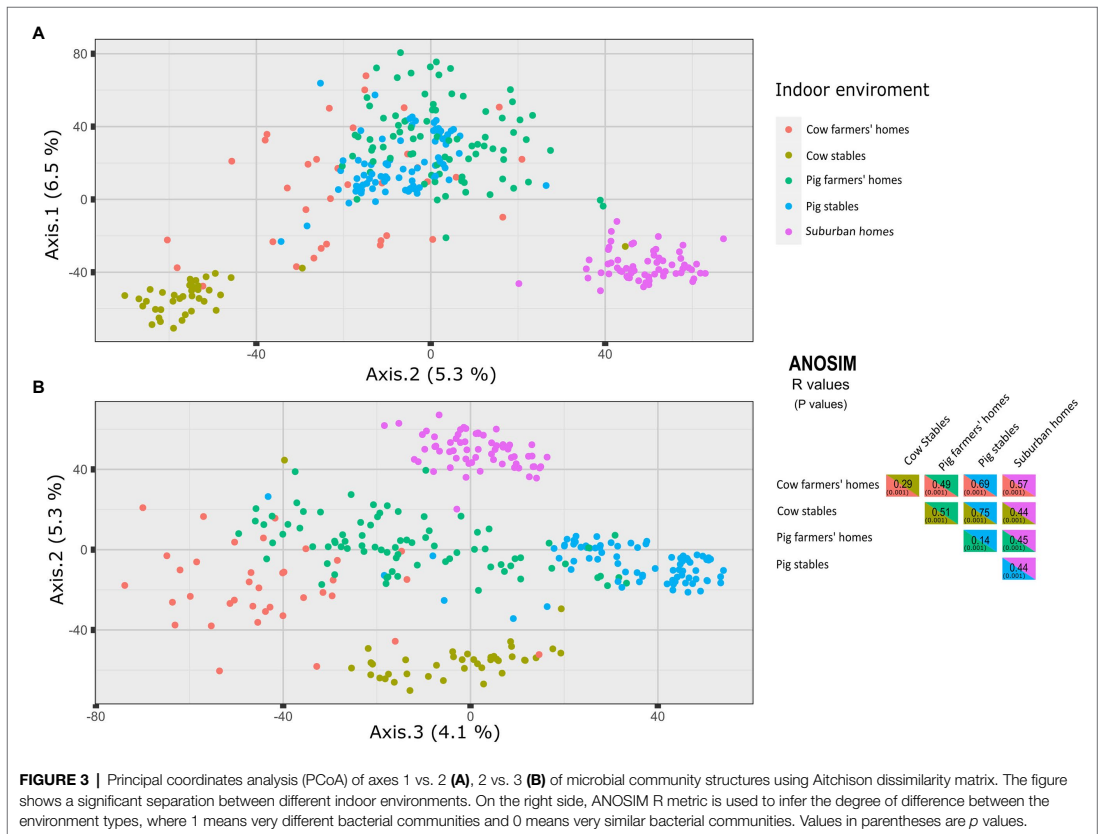 A
80
40
0
-40
Axis.1 (6.5 %)
-40
0
40
Axis.2 (5.3 %)
Indoor enviroment
Cow farmers' homes
Cow stables
Pig farmers' homes
Pig stables
Suburban homes
B
40
0
-40
Axis.2 (5.3 %)
-80
-40
0
40
Axis.3 (4.1 %)
ANOSIM
R values
(P values)
Cow Stables
Pig farmers' homes
Pig stables
Suburban homes
Cow farmers' homes 0.29 0.49 0.69 0.57
(0.001) (0.001) (0.001) (0.001)
Cow stables 0.51 0.75 0.44
(0.001) (0.001) (0.001)
Pig farmers' homes 0.14 0.45
(0.001) (0.001)
Pig stables 0.44
(0.001)
FIGURE 3 | Principal coordinates analysis (PCoA) of axes 1 vs. 2 (A), 2 vs. 3 (B) of microbial community structures using Aitchison dissimilarity matrix. The figure
shows a significant separation between different indoor environments. On the right side, ANOSIM R metric is used to infer the degree of difference between the
environment types, where 1 means very different bacterial communities and 0 means very similar bacterial communities. Values in parentheses are p values.